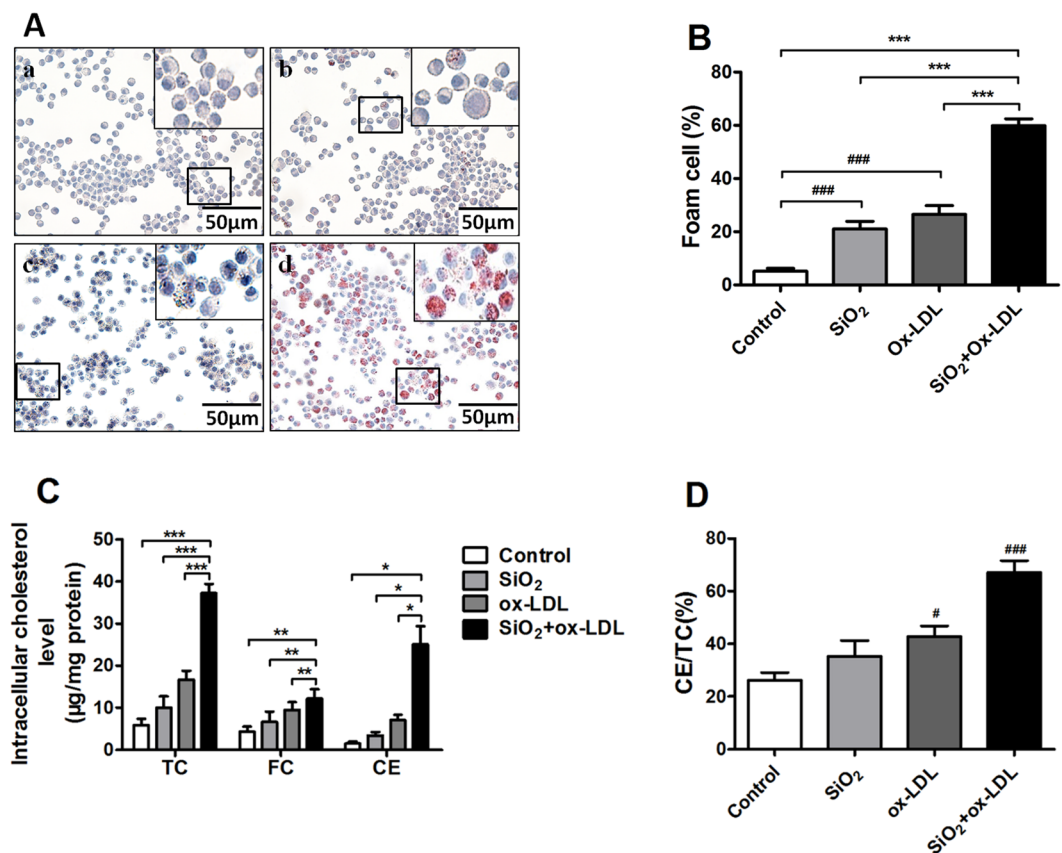 A
a
b
50μm
50μm
c
d
50μm
50μm
B
***
***
***
###
###
Foam cell (%)
80
60
40
20
0
Control
SiO₂
Ox-LDL
SiO₂+Ox-LDL
C
Intracellular cholesterol
level
(μg/mg protein)
50
40
30
20
10
0
***
***
***
**
**
**
*
*
*
TC
FC
CE
Control
SiO₂
ox-LDL
SiO₂+ox-LDL
D
CE/TC(%)
80
60
40
20
0
#
###
Control
SiO₂
ox-LDL
SiO₂+ox-LDL